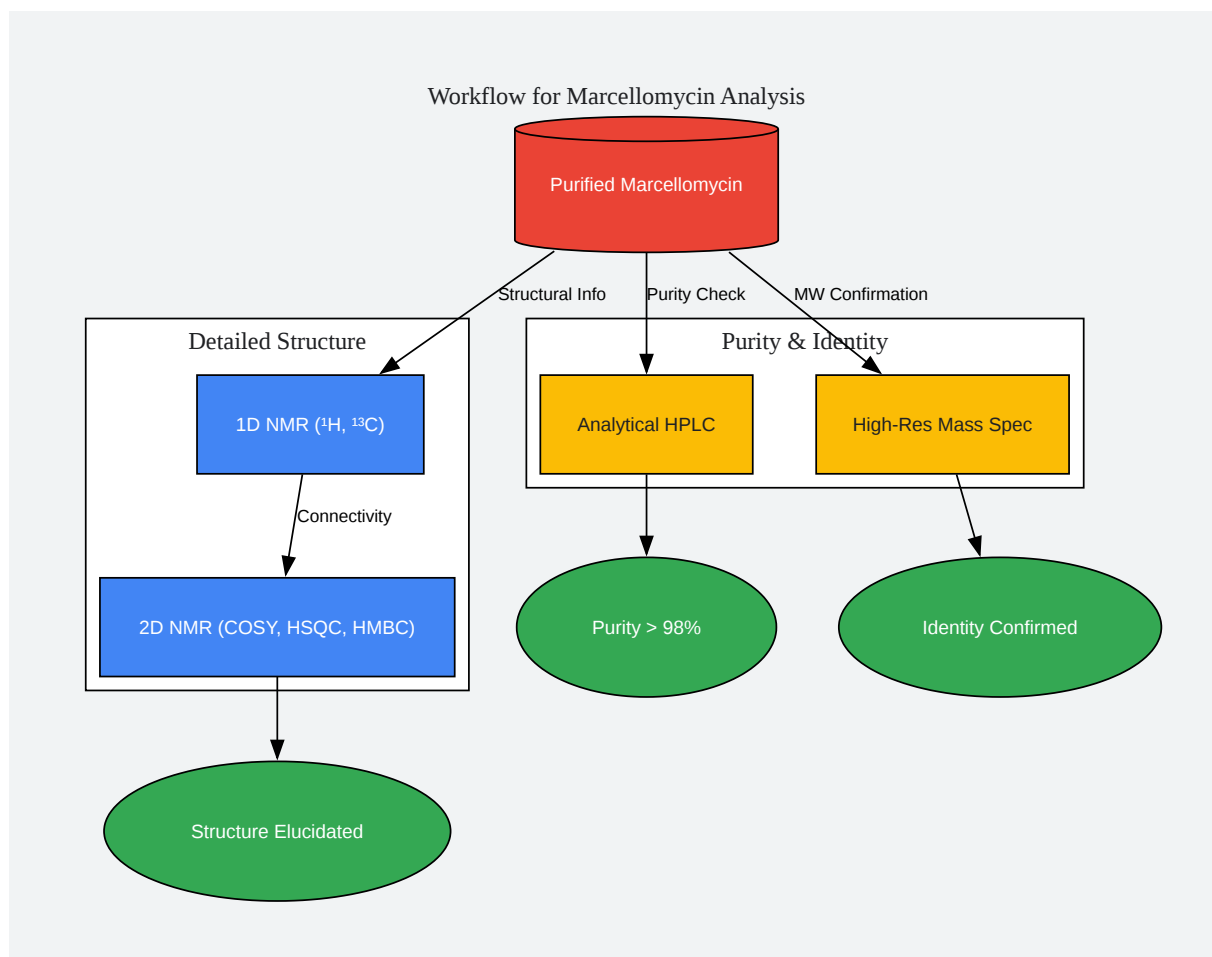 Workflow for Marcellomycin Analysis
Purified Marcellomycin
Structural Info
Purity Check
MW Confirmation
Detailed Structure
Purity & Identity
1D NMR (¹H, ¹³C)
Analytical HPLC
High-Res Mass Spec
Connectivity
2D NMR (COSY, HSQC, HMBC)
Purity > 98%
Identity Confirmed
Structure Elucidated